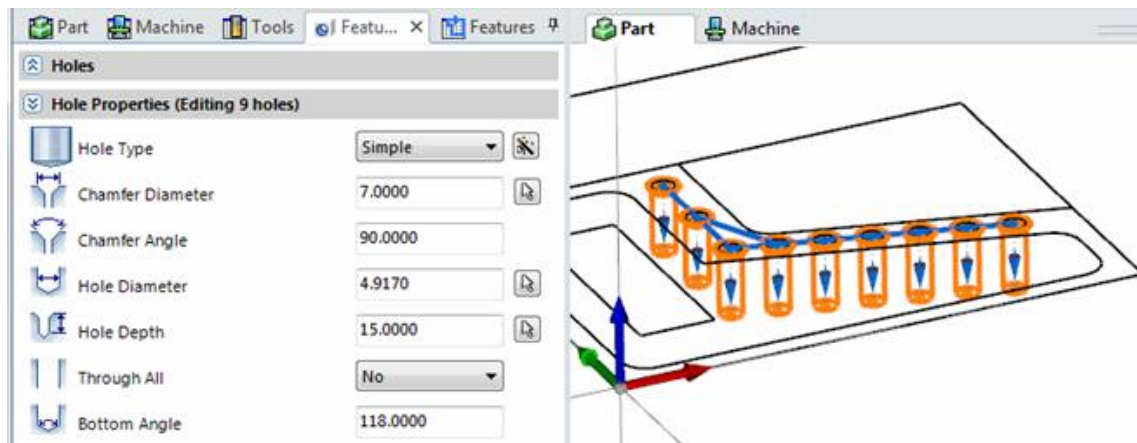 Part Machine Tools Featu... Features
Holes
Hole Properties (Editing 9 holes)
Hole Type Simple
Chamfer Diameter 7.0000
Chamfer Angle 90.0000
Hole Diameter 4.9170
Hole Depth 15.0000
Through All No
Bottom Angle 118.0000
Part Machine